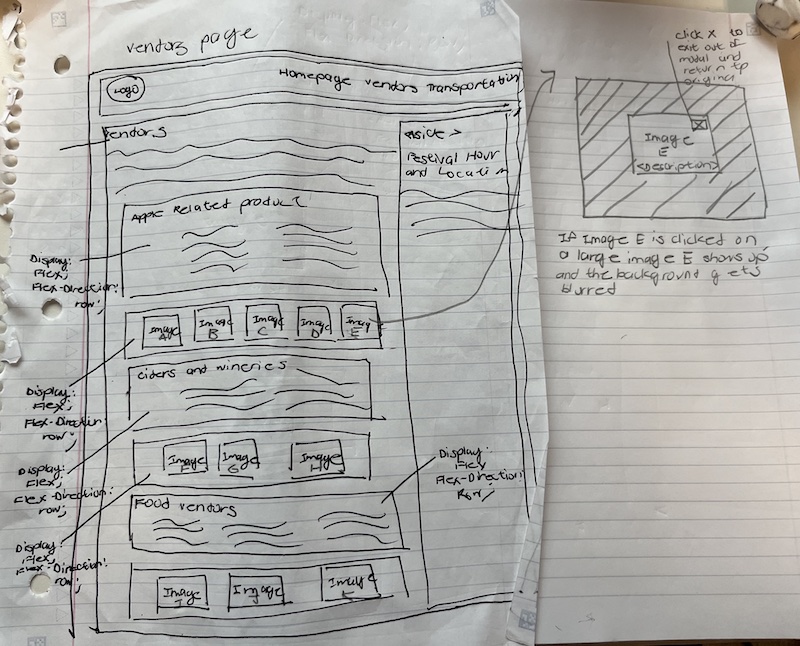 vendors page
Logo
Homepage vendors Transportation
vendors
<Aside>
Festival Hour
and Location
Apple Related product
Display:
Flex;
Flex-Direction:
row;
Image
A
Image
B
Image
C
Image
D
Image
E
ciders and wineries
Display:
Flex;
Flex-Direction
row;
Image
F
Image
G
Image
H
Display:
Flex;
Flex-Direction:
row;
Display:
Flex
Flex-Direction:
Row;
Food vendors
Display:
Flex;
Flex-Direction:
row;
Image
I
Image
J
Image
click x to
exit out of
modal and
return to
original
Image
E
<Description>
If Image E is clicked on
a large image E shows up,
and the background gets
blurred